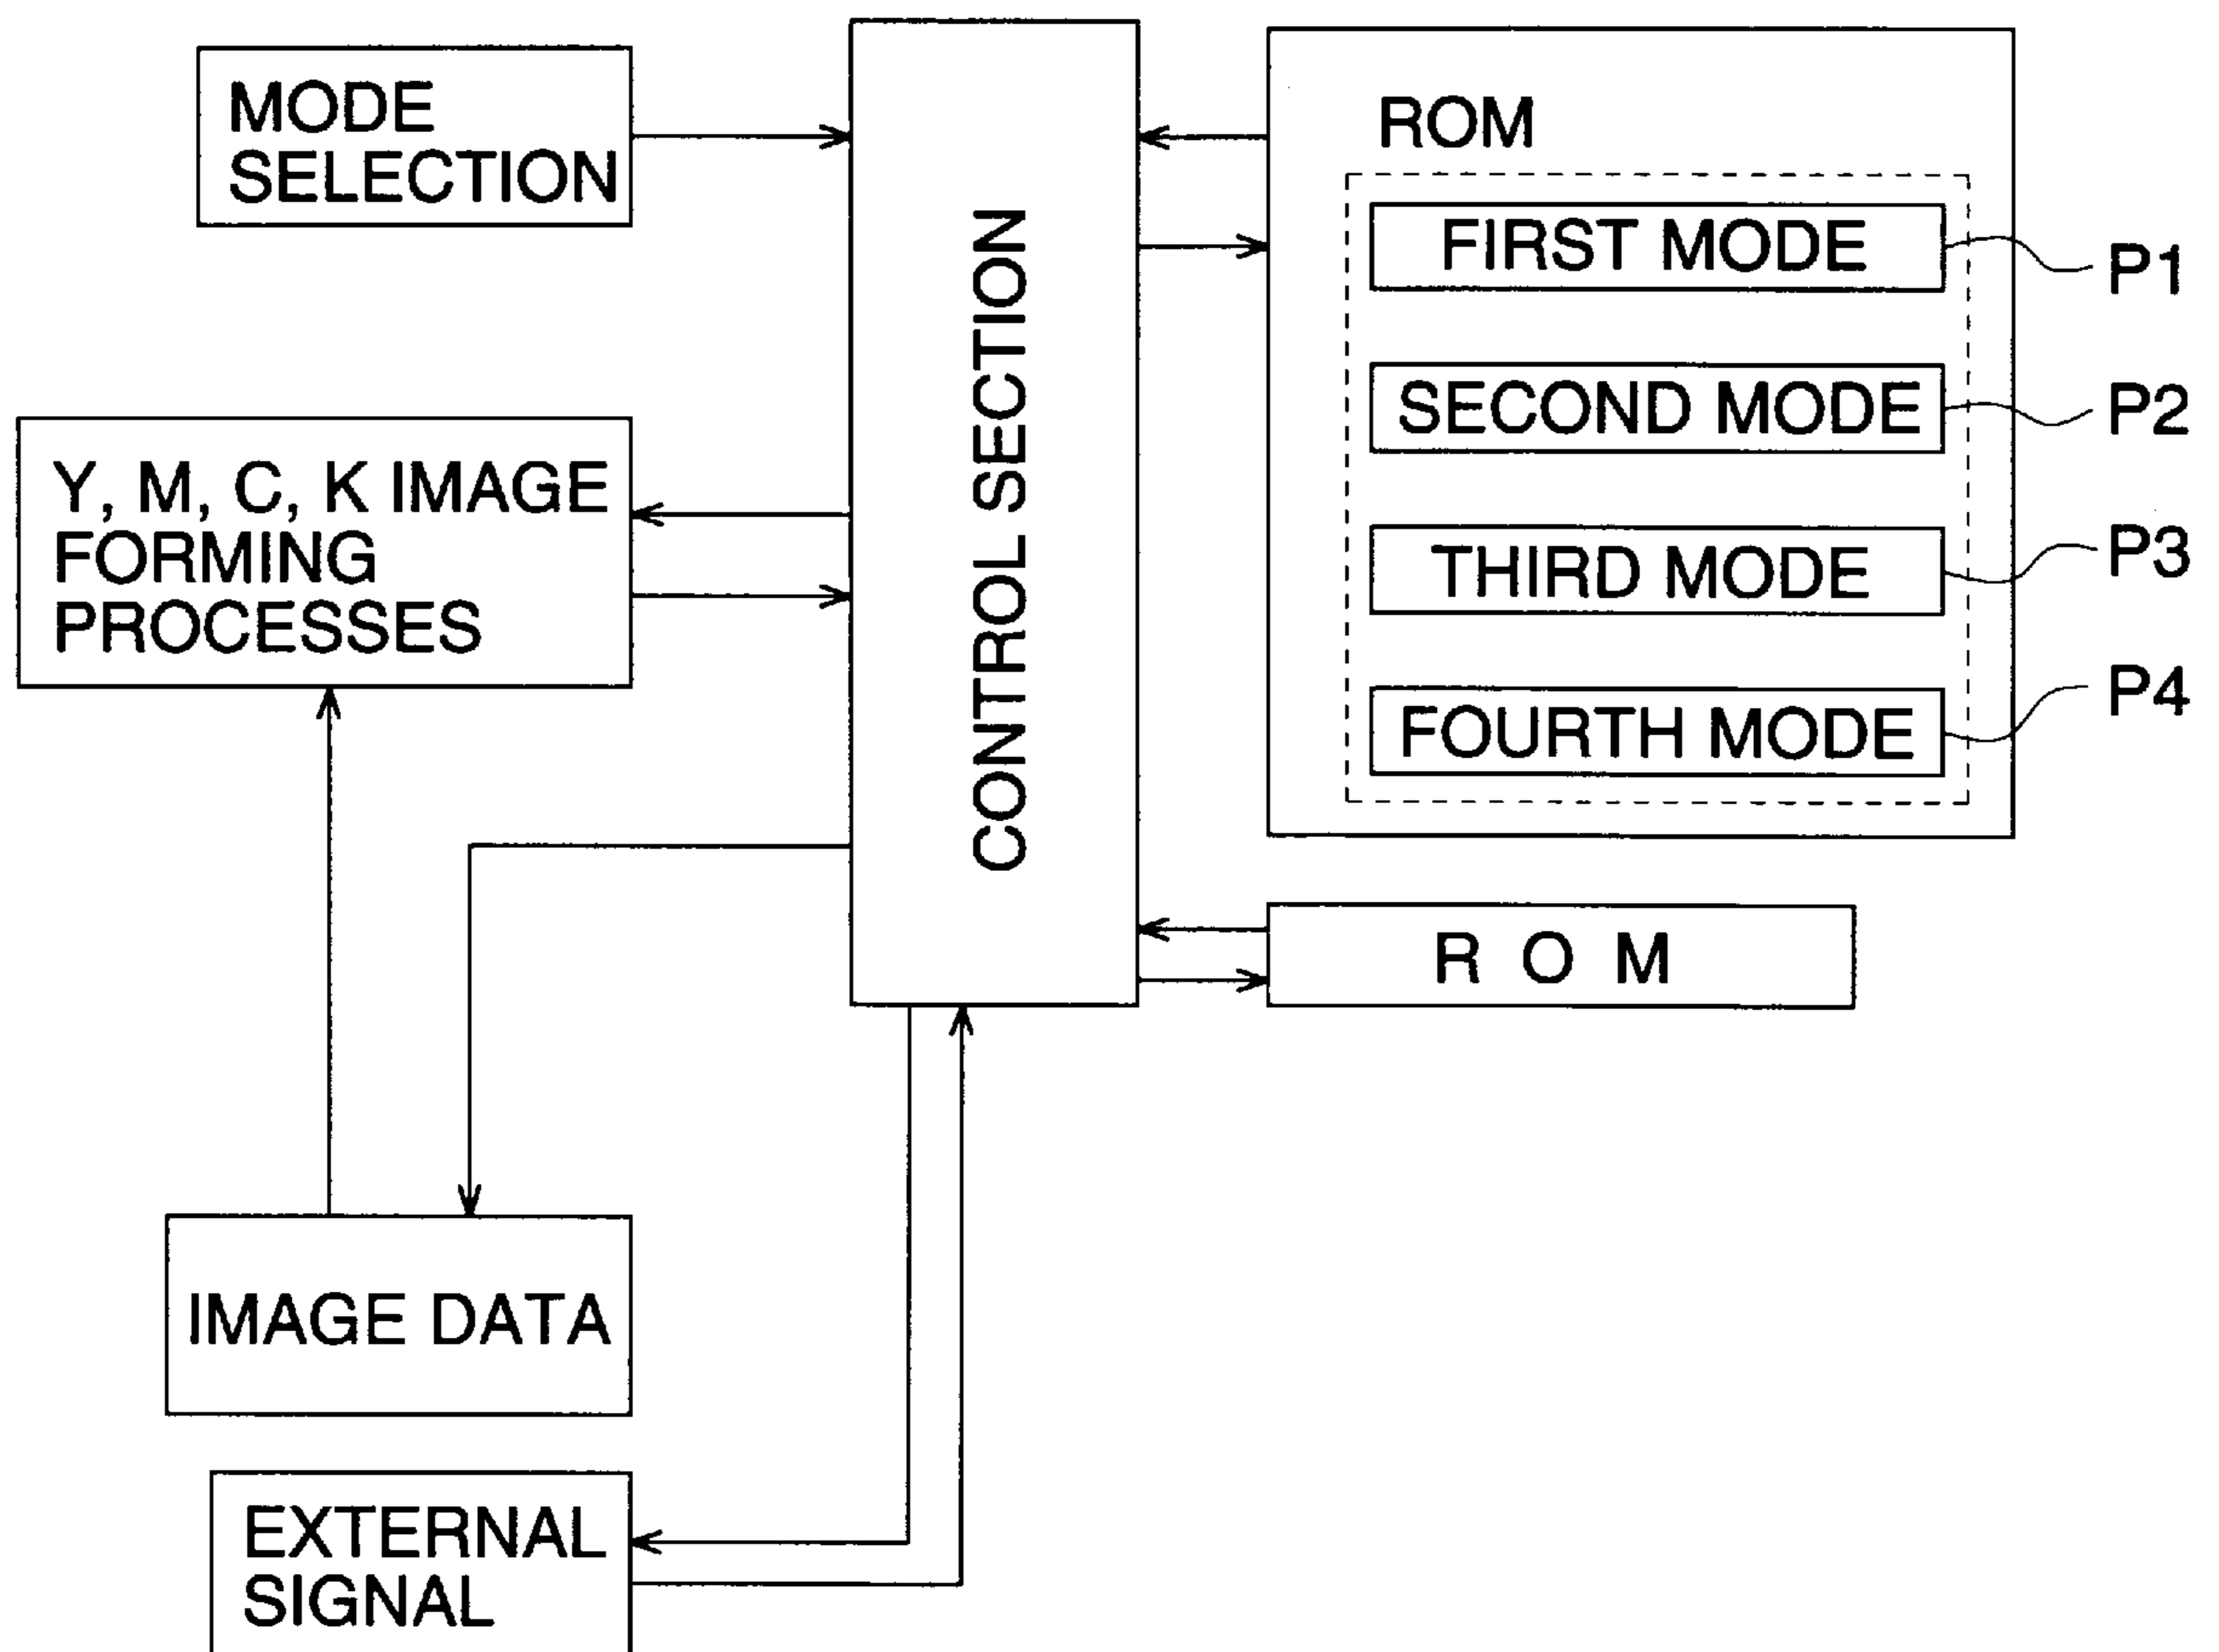 MODE
SELECTION
Y, M, C, K IMAGE
FORMING
PROCESSES
IMAGE DATA
EXTERNAL
SIGNAL
CONTROL SECTION
ROM
FIRST MODE
P1
SECOND MODE
P2
THIRD MODE
P3
FOURTH MODE
P4
R O M